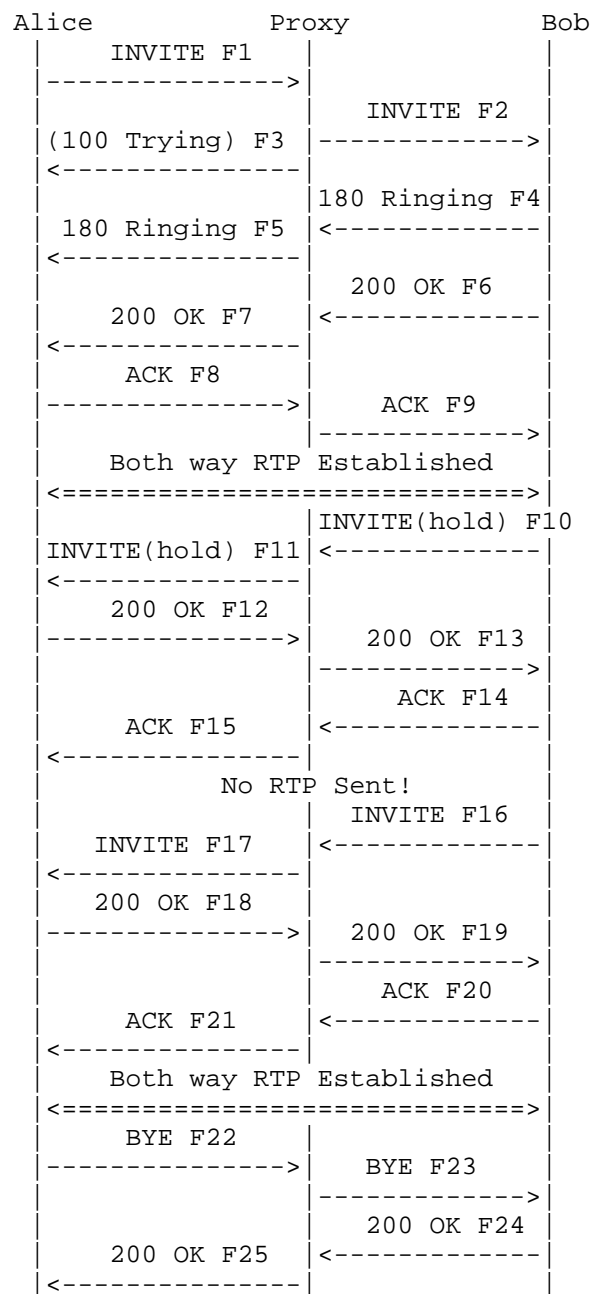 Alice Proxy Bob
INVITE F1
INVITE F2
(100 Trying) F3
180 Ringing F4
180 Ringing F5
200 OK F6
200 OK F7
ACK F8
ACK F9
Both way RTP Established
INVITE(hold) F10
INVITE(hold) F11
200 OK F12
200 OK F13
ACK F14
ACK F15
No RTP Sent!
INVITE F16
INVITE F17
200 OK F18
200 OK F19
ACK F20
ACK F21
Both way RTP Established
BYE F22
BYE F23
200 OK F24
200 OK F25